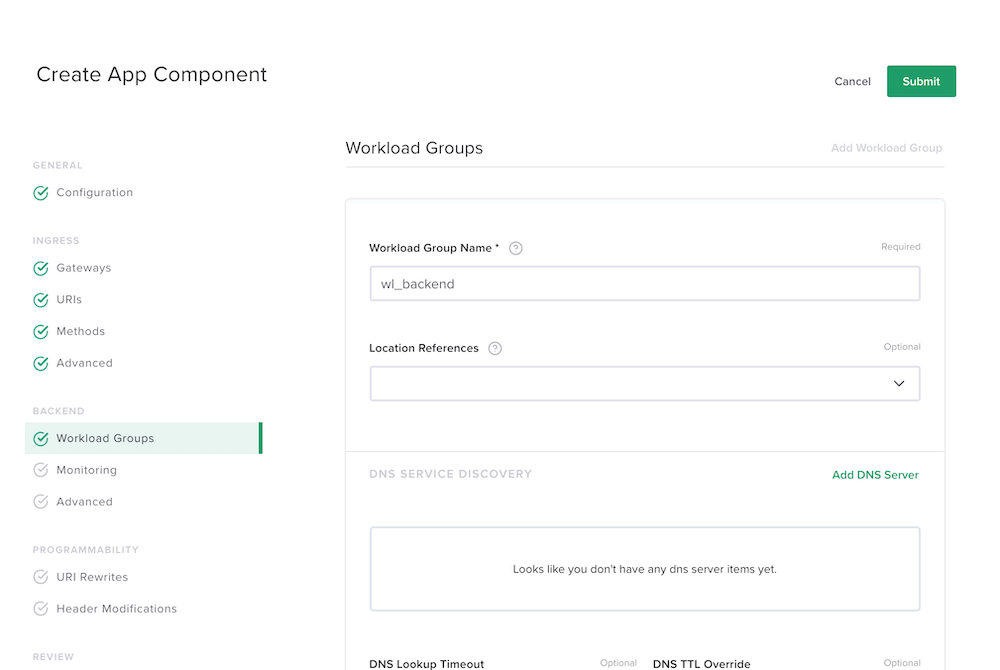 Create App Component
Cancel
Submit
GENERAL
Configuration
INGRESS
Gateways
URIs
Methods
Advanced
BACKEND
Workload Groups
Monitoring
Advanced
PROGRAMMABILITY
URI Rewrites
Header Modifications
REVIEW
Workload Groups
Add Workload Group
Workload Group Name * ?
Required
wl_backend
Location References ?
Optional
DNS SERVICE DISCOVERY
Add DNS Server
Looks like you don't have any dns server items yet.
DNS Lookup Timeout
Optional
DNS TTL Override
Optional